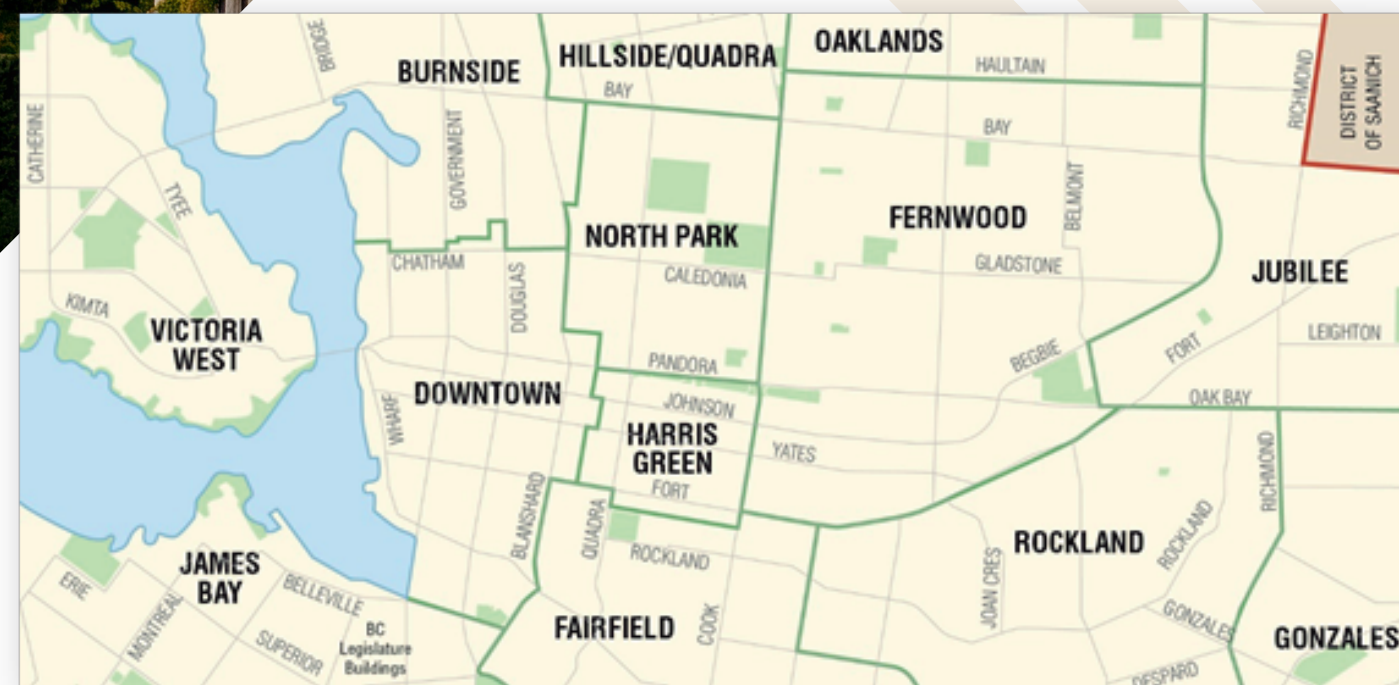 BRIDGE
BURNSIDE
HILLSIDE/QUADRA
OAKLANDS
HAULTAIN
RICHMOND
DISTRICT
OF SAANICH
BAY
CATHERINE
GOVERNMENT
BAY
TYEE
BELMONT
NORTH PARK
FERNWOOD
CHATHAM
CALEDONIA
GLADSTONE
JUBILEE
KIMTA
DOUGLAS
VICTORIA
WEST
LEIGHTON
PANDORA
BEGBIE
FORT
DOWNTOWN
JOHNSON
OAK BAY
WHARF
HARRIS
GREEN
YATES
FORT
RICHMOND
BLANSHARD
QUADRA
ROCKLAND
ROCKLAND
JAMES
BAY
ERIE
BELLEVILLE
ROCKLAND
JOAN CRES
MONTREAL
SUPERIOR
BC
Legislature
Buildings
FAIRFIELD
COOK
GONZALES
GONZALES
DESPARD